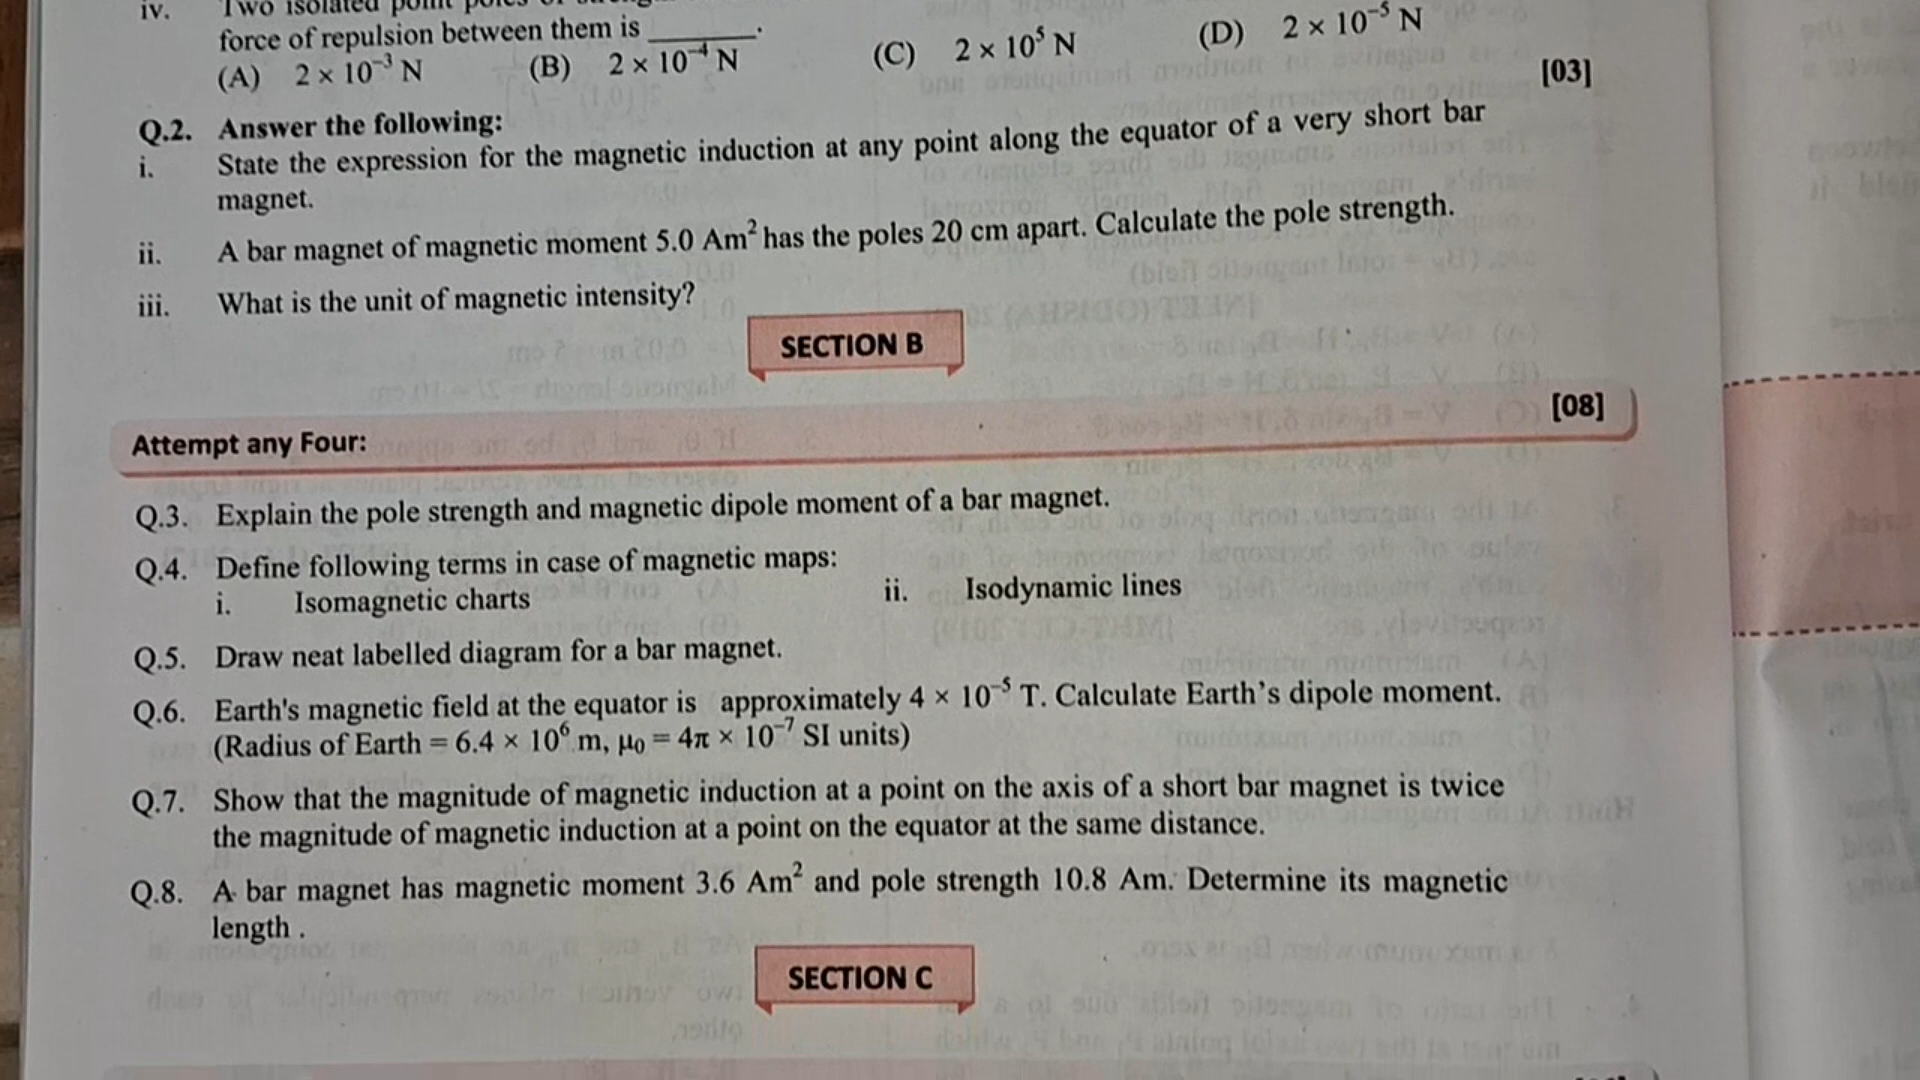 iv. Two isolated point poles of
force of repulsion between them is ______.
(A) 2 × 10⁻³ N (B) 2 × 10⁻⁴ N (C) 2 × 10⁵ N (D) 2 × 10⁻⁵ N
[03]
Q.2. Answer the following:
i. State the expression for the magnetic induction at any point along the equator of a very short bar
magnet.
ii. A bar magnet of magnetic moment 5.0 Am² has the poles 20 cm apart. Calculate the pole strength.
iii. What is the unit of magnetic intensity?
SECTION B
Attempt any Four: [08]
Q.3. Explain the pole strength and magnetic dipole moment of a bar magnet.
Q.4. Define following terms in case of magnetic maps:
i. Isomagnetic charts ii. Isodynamic lines
Q.5. Draw neat labelled diagram for a bar magnet.
Q.6. Earth's magnetic field at the equator is approximately 4 × 10⁻⁵ T. Calculate Earth's dipole moment.
(Radius of Earth = 6.4 × 10⁶ m, μ₀ = 4π × 10⁻⁷ SI units)
Q.7. Show that the magnitude of magnetic induction at a point on the axis of a short bar magnet is twice
the magnitude of magnetic induction at a point on the equator at the same distance.
Q.8. A bar magnet has magnetic moment 3.6 Am² and pole strength 10.8 Am. Determine its magnetic
length .
SECTION C